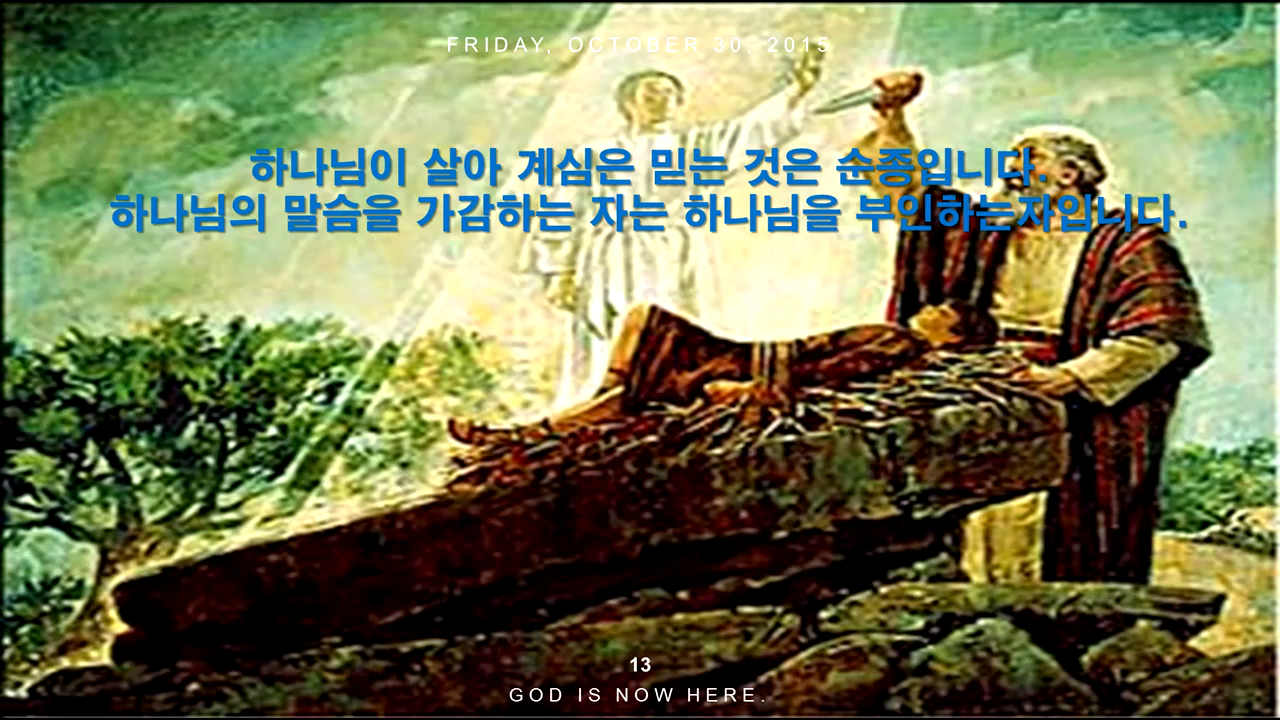 FRIDAY, OCTOBER 30, 2015
하나님이 살아 계심은 믿는 것은 순종입니다.
하나님의 말슴을 가감하는 자는 하나님을 부인하는자입니다.
13
GOD IS NOW HERE.